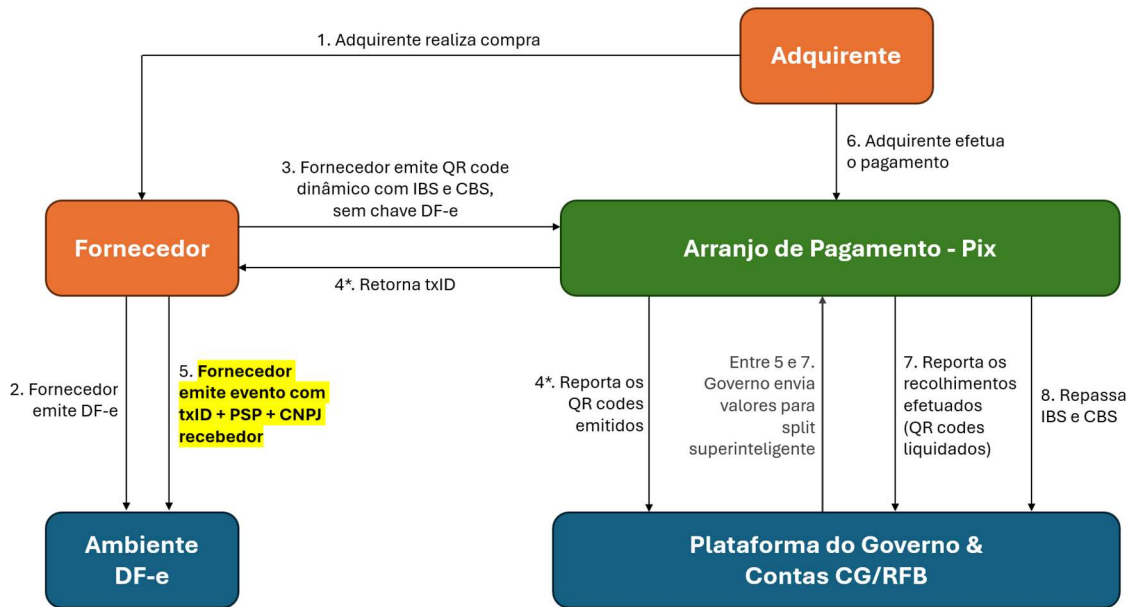 1. Adquirente realiza compra
Adquirente
6. Adquirente efetua
o pagamento
3. Fornecedor emite QR code
dinâmico com IBS e CBS,
sem chave DF-e
Fornecedor
Arranjo de Pagamento - Pix
4*. Retorna txID
2. Fornecedor
emite DF-e
5. Fornecedor
emite evento com
txID + PSP + CNPJ
recebedor
4*. Reporta os
QR codes
emitidos
Entre 5 e 7.
Governo envia
valores para
split
superinteligente
7. Reporta os
recolhimentos
efetuados
(QR codes
liquidados)
8. Repassa
IBS e CBS
Ambiente
DF-e
Plataforma do Governo &
Contas CG/RFB